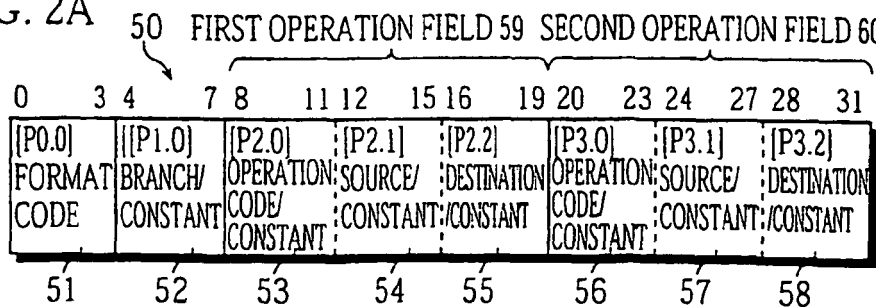 G. 2A
50 FIRST OPERATION FIELD 59 SECOND OPERATION FIELD 60
0 3 4 7 8 11 12 15 16 19 20 23 24 27 28 31
[P0.0] [P1.0] [P2.0] [P2.1] [P2.2] [P3.0] [P3.1] [P3.2]
FORMAT BRANCH/ OPERATION SOURCE/ DESTINATION OPERATION SOURCE/ DESTINATION
CODE CONSTANT CODE/ CONSTANT /CONSTANT CODE/ CONSTANT /CONSTANT
CONSTANT CONSTANT
51 52 53 54 55 56 57 58